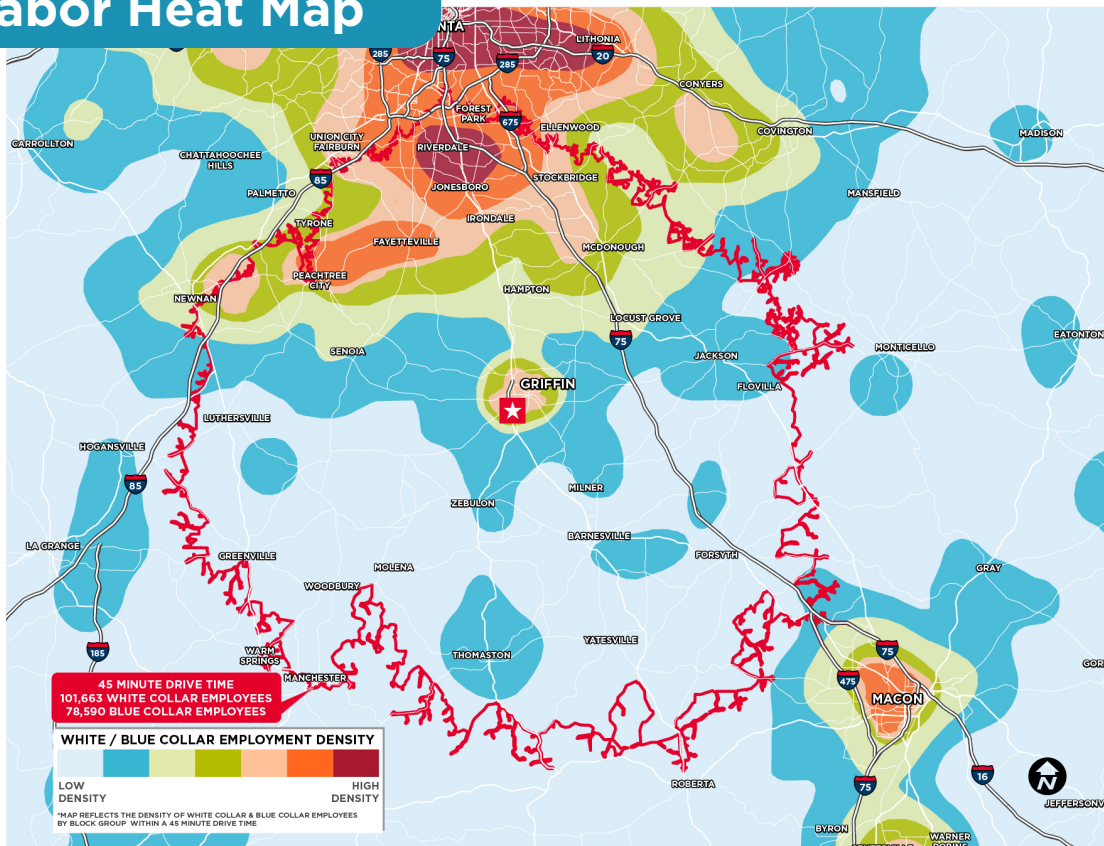 abor Heat Map
NTA
LITHONIA
285
75
285
20
CONYERS
FOREST
PARK
675
ELLENWOOD
COVINGTON
MADISON
CARROLLTON
UNION CITY
FAIRBURN
RIVERDALE
CHATTAHOOCHEE
HILLS
85
STOCKBRIDGE
JONESBORO
PALMETTO
MANSFIELD
TYRONE
IRONDALE
FAYETTEVILLE
MCDONOUGH
PEACHTREE
CITY
HAMPTON
NEWNAN
LOCUST GROVE
75
EATONTON
MONTICELLO
SENOIA
JACKSON
GRIFFIN
FLOVILLA
LUTHERSVILLE
HOGANSVILLE
85
MILNER
ZEBULON
BARNESVILLE
LA GRANGE
GREENVILLE
FORSYTH
MOLENA
GRAY
WOODBURY
YATESVILLE
185
WARM
SPRINGS
THOMASTON
75
GOR
MANCHESTER
475
MACON
45 MINUTE DRIVE TIME
101,663 WHITE COLLAR EMPLOYEES
78,590 BLUE COLLAR EMPLOYEES
WHITE / BLUE COLLAR EMPLOYMENT DENSITY
LOW
DENSITY
HIGH
DENSITY
*MAP REFLECTS THE DENSITY OF WHITE COLLAR & BLUE COLLAR EMPLOYEES
BY BLOCK GROUP WITHIN A 45 MINUTE DRIVE TIME
ROBERTA
75
16
N
JEFFERSONV
BYRON
WARNER